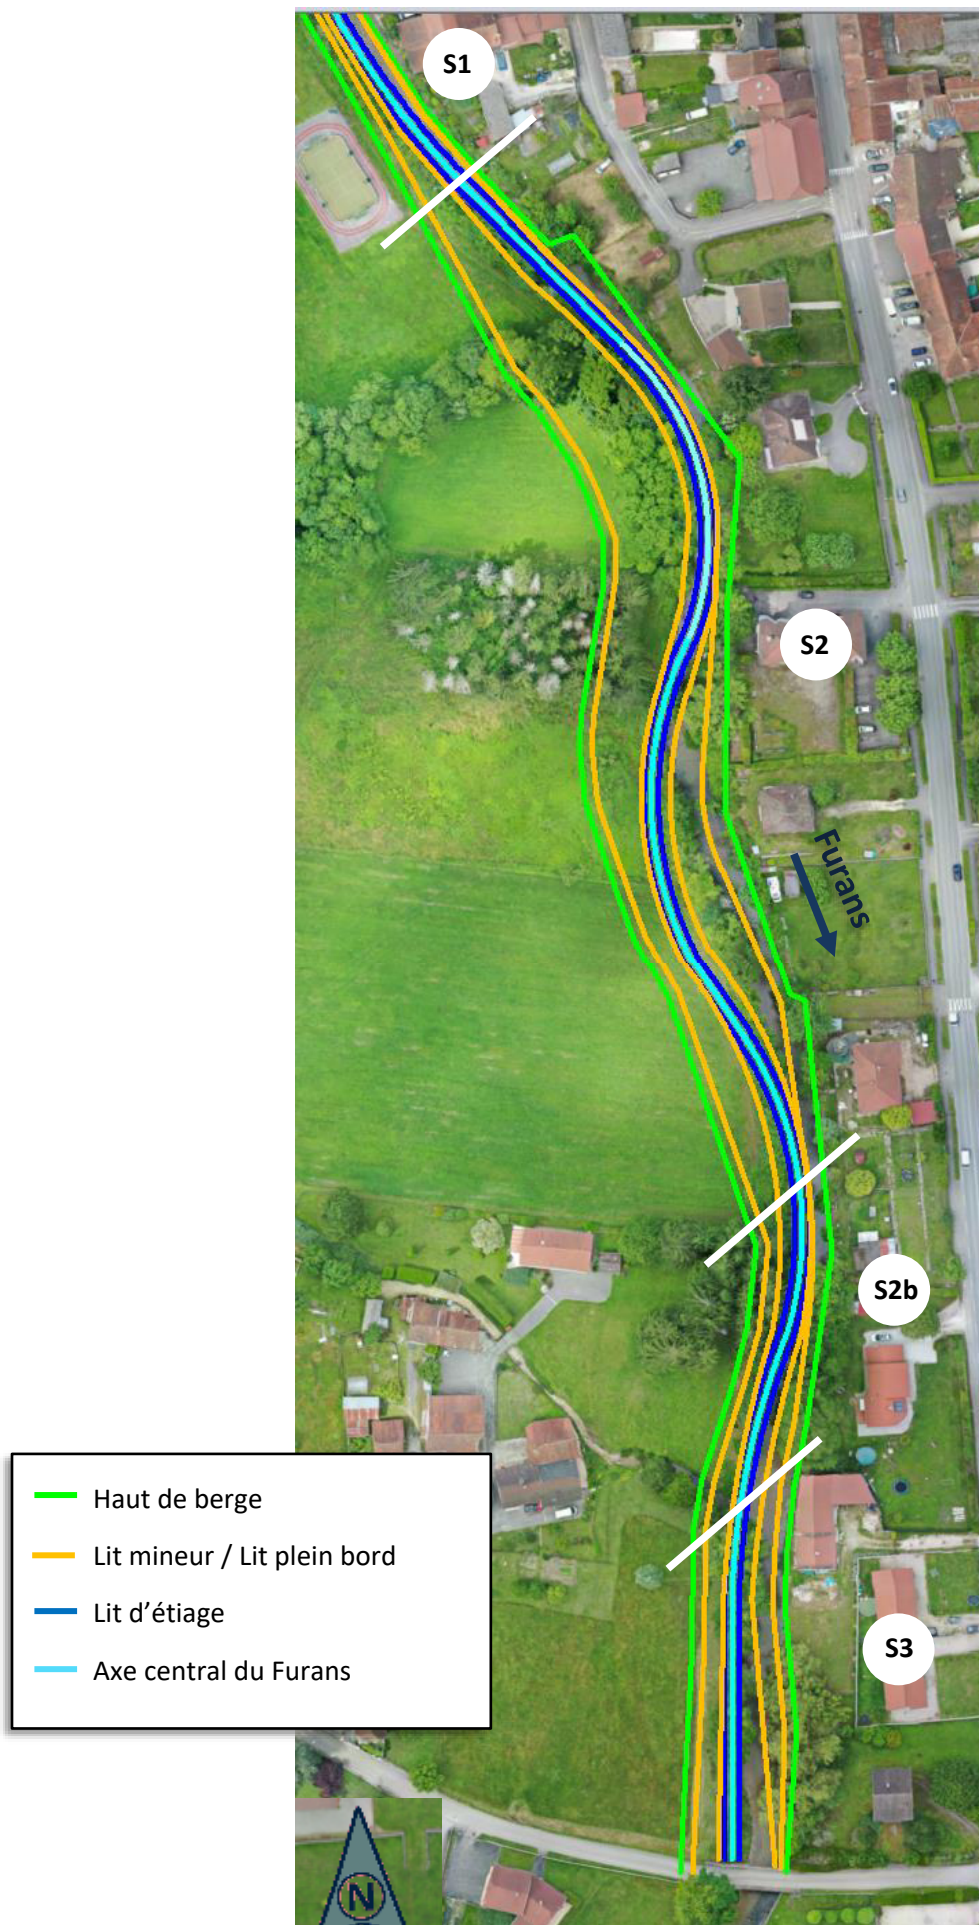 S1
S2
Furans
S2b
Haut de berge
Lit mineur / Lit plein bord
Lit d'étiage
Axe central du Furans
S3
N